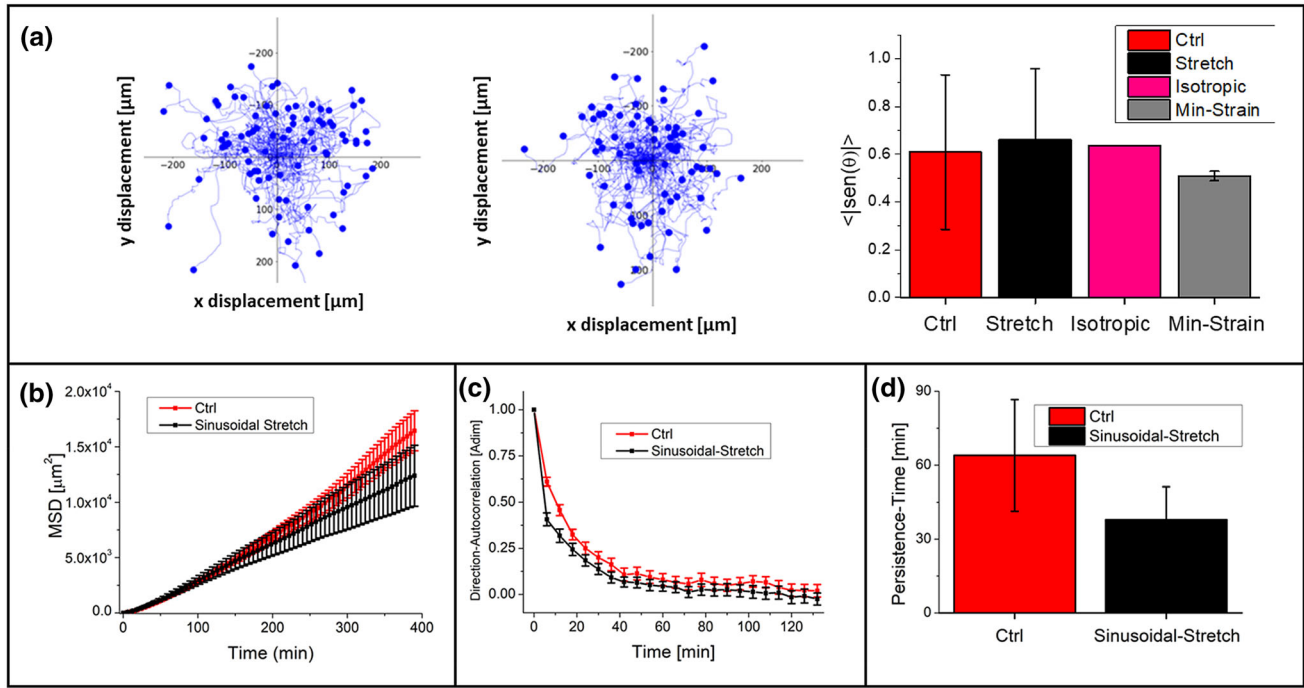 (a)
y displacement [μm]
−200
−100
−200
−100
100
200
100
200
x displacement [μm]
y displacement [μm]
−200
−100
−200
−100
200
x displacement [μm]
<|sen(θ)|>
1.0
0.8
0.6
0.4
0.2
0.0
Ctrl
Stretch
Isotropic
Min-Strain
Ctrl
Stretch
Isotropic
Min-Strain
(b)
MSD [μm²]
2.0x10⁴
1.5x10⁴
1.0x10⁴
5.0x10³
0.0
Ctrl
Sinusoidal Stretch
0 100 200 300 400
Time (min)
(c)
Direction-Autocorrelation [Adim]
1.00
0.75
0.50
0.25
0.00
Ctrl
Sinusoidal-Stretch
0 20 40 60 80 100 120
Time [min]
(d)
Persistence-Time [min]
90
60
30
0
Ctrl
Sinusoidal-Stretch
Ctrl
Sinusoidal-Stretch